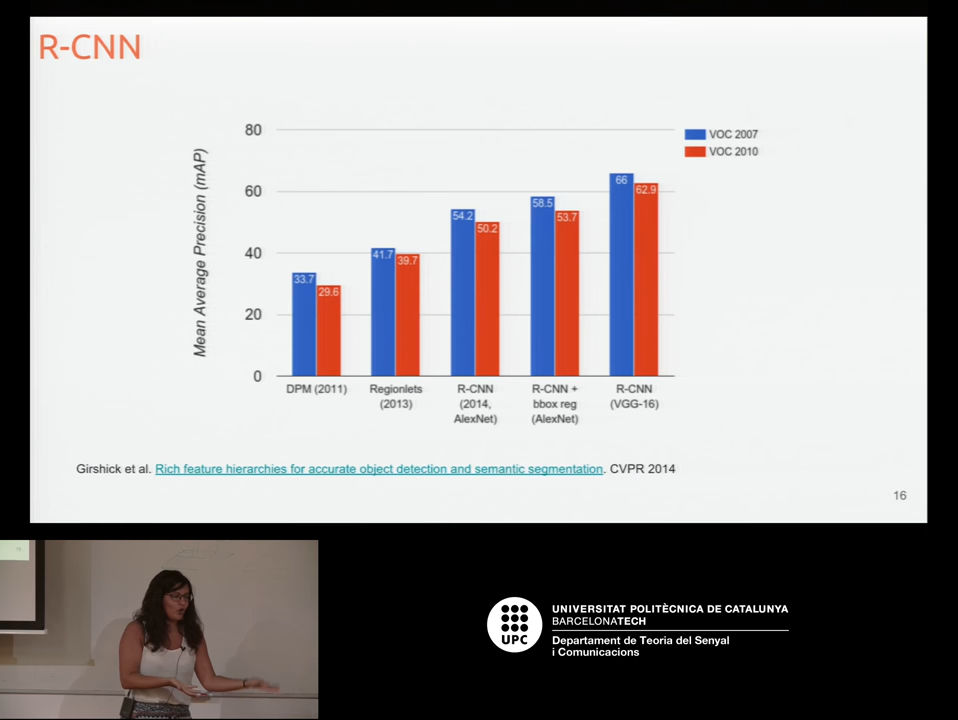 R-CNN
Mean Average Precision (mAP)
80
60
40
20
0
VOC 2007
VOC 2010
33.7
29.6
41.7
39.7
54.2
50.2
58.5
53.7
66
62.9
DPM (2011)
Regionlets
(2013)
R-CNN
(2014,
AlexNet)
R-CNN +
bbox reg
(AlexNet)
R-CNN
(VGG-16)
Girshick et al. Rich feature hierarchies for accurate object detection and semantic segmentation. CVPR 2014
16
UPC
UNIVERSITAT POLITÈCNICA DE CATALUNYA
BARCELONATECH
Departament de Teoria del Senyal
i Comunicacions